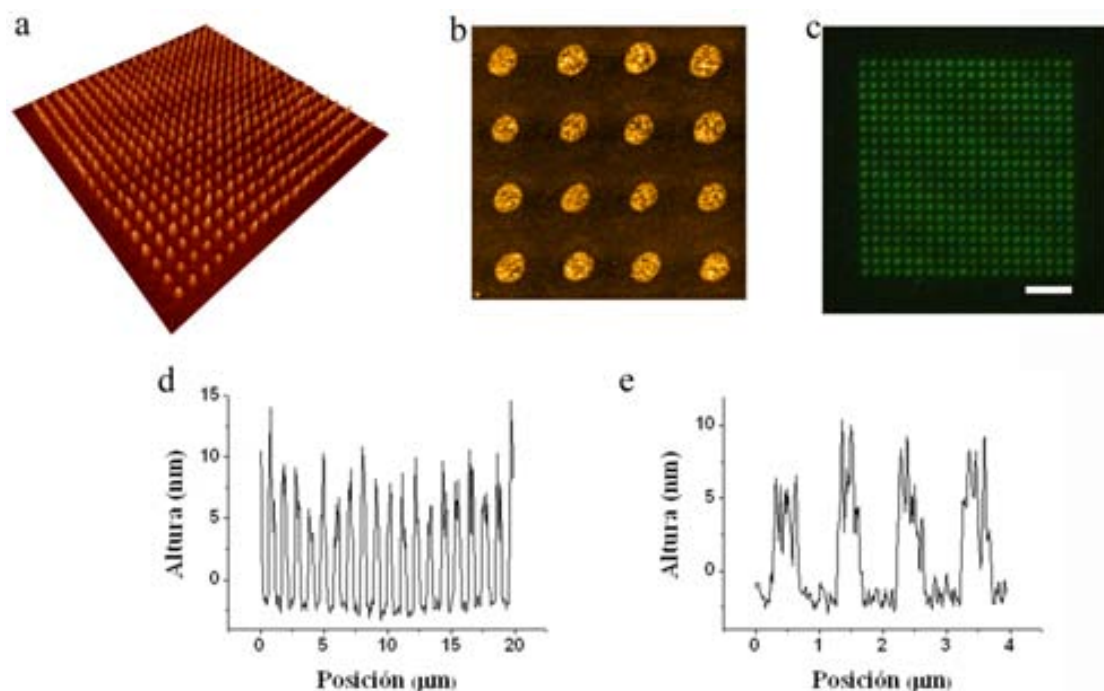 a
b
c
d
15
10
5
0
Altura (nm)
0 5 10 15 20
Posición (μm)
e
10
5
0
Altura (nm)
0 1 2 3 4
Posición (μm)